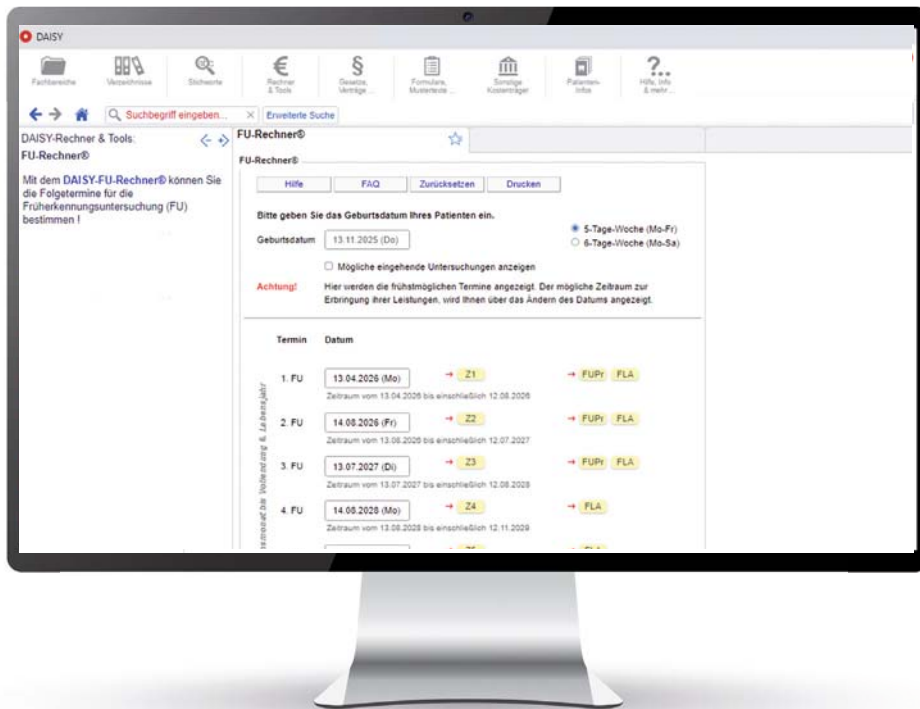 DAISY
Fachbereiche
Verzeichnisse
Stichworte
Rechner & Tools
Gesetze, Verträge ...
Formulare, Mustertexte ...
Sonstige Kostenträger
Patienten-Infos
Hilfe, Info & mehr ...
Suchbegriff eingeben... × Erweiterte Suche
DAISY-Rechner & Tools:
FU-Rechner®
Mit dem DAISY-FU-Rechner® können Sie
die Folgetermine für die
Früherkennungsuntersuchung (FU)
bestimmen !
FU-Rechner®
FU-Rechner®
Hilfe FAQ Zurücksetzen Drucken
Bitte geben Sie das Geburtsdatum Ihres Patienten ein.
Geburtsdatum 13.11.2025 (Do)
5-Tage-Woche (Mo-Fr)
6-Tage-Woche (Mo-Sa)
Mögliche eingehende Untersuchungen anzeigen
Achtung! Hier werden die frühstmöglichen Termine angezeigt. Der mögliche Zeitraum zur
Erbringung ihrer Leistungen, wird Ihnen über das Ändern des Datums angezeigt.
Termin Datum
1. FU 13.04.2026 (Mo) → Z1 → FUPr FLA
Zeitraum vom 13.04.2026 bis einschließlich 12.08.2026
2. FU 14.08.2026 (Fr) → Z2 → FUPr FLA
Zeitraum vom 13.08.2026 bis einschließlich 12.07.2027
3. FU 13.07.2027 (Di) → Z3 → FUPr FLA
Zeitraum vom 13.07.2027 bis einschließlich 12.08.2028
4. FU 14.08.2028 (Mo) → Z4 → FLA
Zeitraum vom 13.08.2028 bis einschließlich 12.11.2029
smonat bis Vollendung 6. Lebensjahr